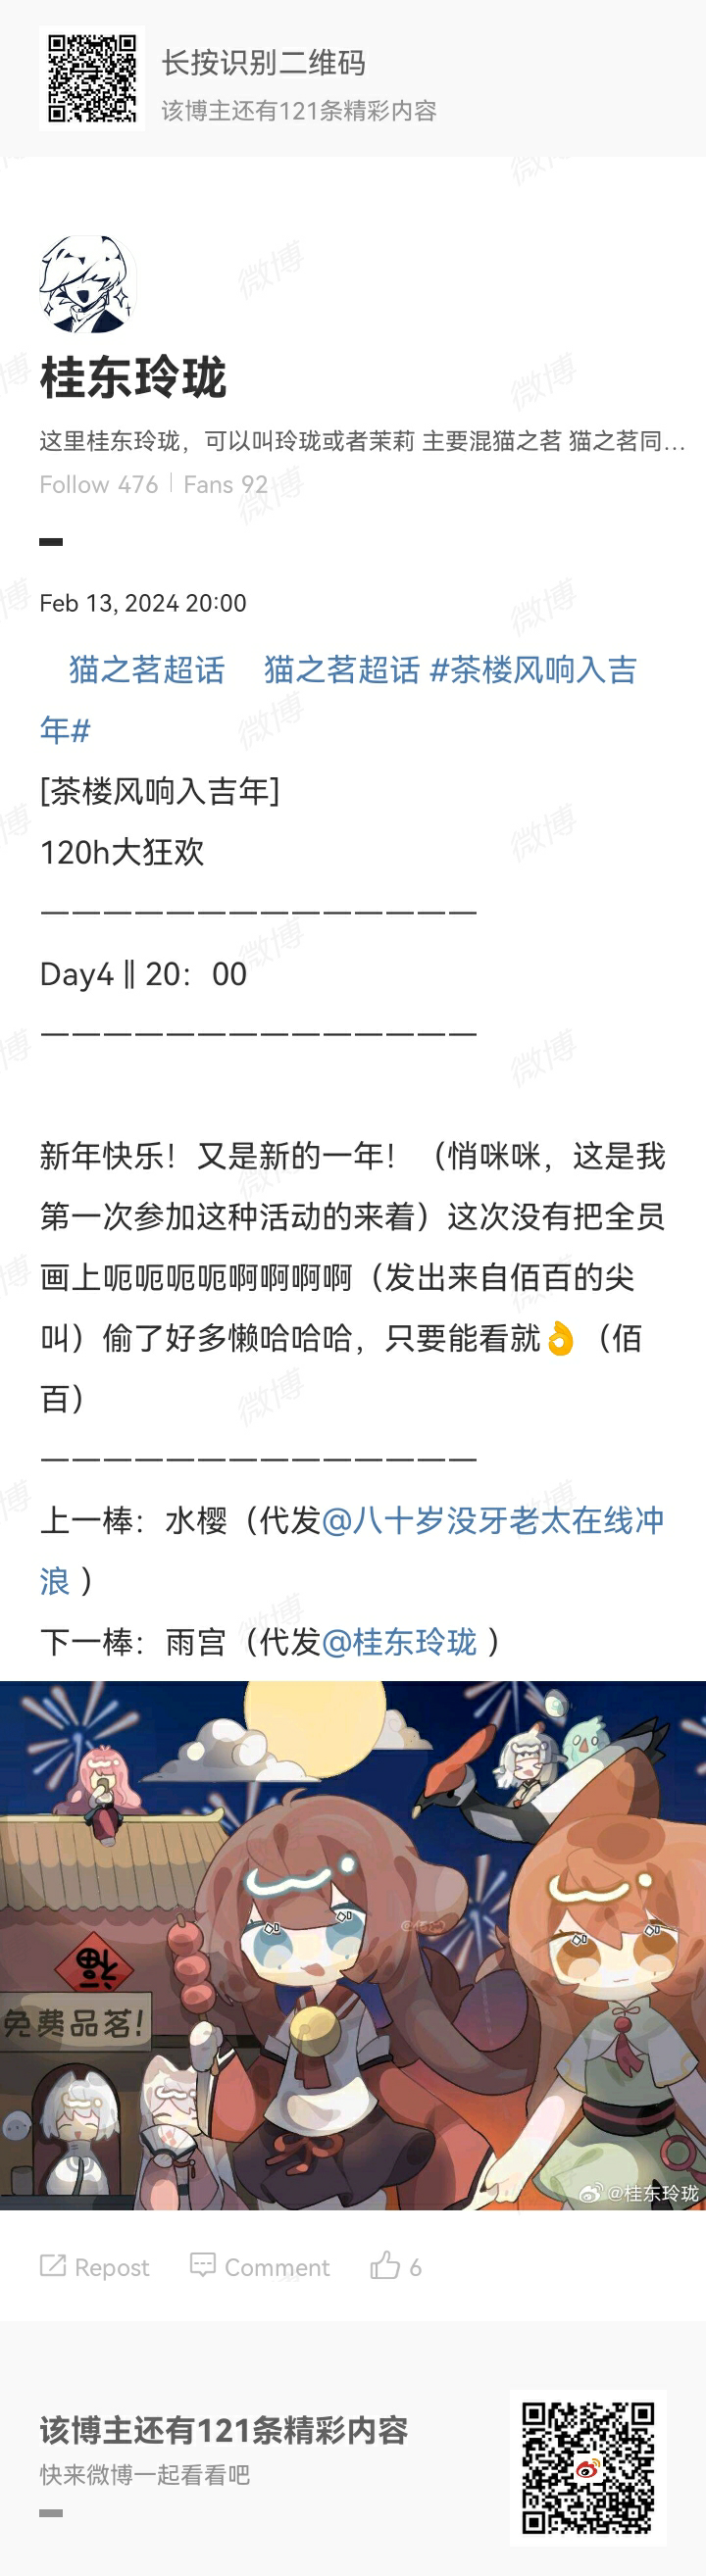 长按识别二维码
该博主还有121条精彩内容
桂东玲珑
这里桂东玲珑，可以叫玲珑或者茉莉 主要混猫之茗 猫之茗同...
Follow 476 | Fans 92
Feb 13, 2024 20:00
猫之茗超话 猫之茗超话 #茶楼风响入吉
年#
[茶楼风响入吉年]
120h大狂欢
——————————————
Day4 ‖ 20：00
——————————————
新年快乐！又是新的一年！（悄咪咪，这是我
第一次参加这种活动的来着）这次没有把全员
画上呃呃呃呃啊啊啊啊（发出来自佰百的尖
叫）偷了好多懒哈哈哈，只要能看就👌（佰
百）
——————————————
上一棒：水樱（代发@八十岁没牙老太在线冲
浪 ）
下一棒：雨宫（代发@桂东玲珑 ）
福
免费品茗!
@桂东玲珑
Repost Comment 6
该博主还有121条精彩内容
快来微博一起看看吧
微博